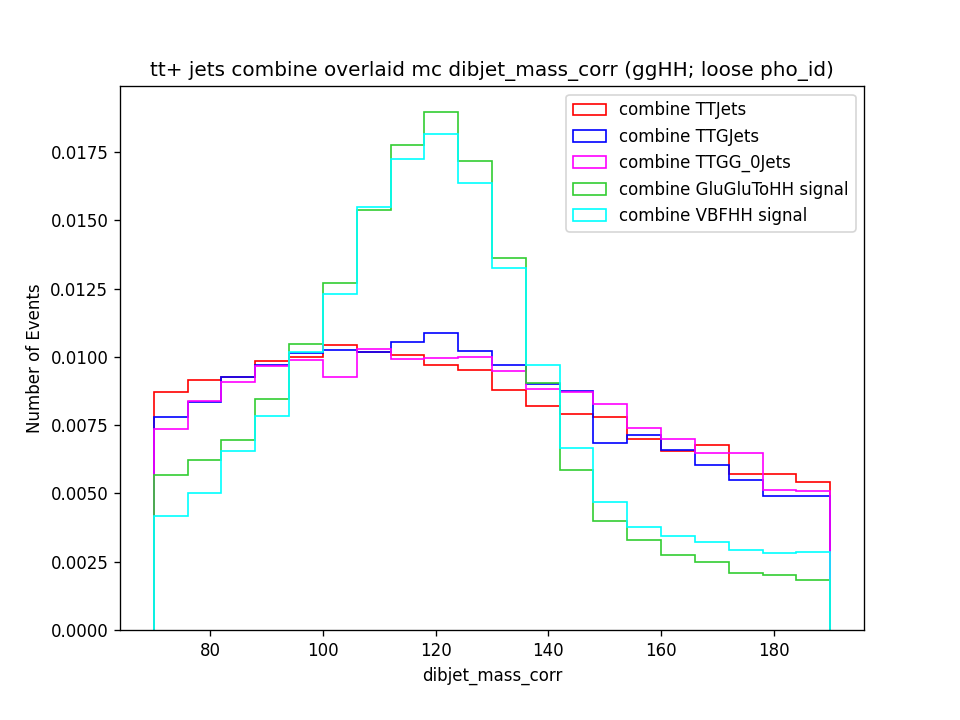 tt+ jets combine overlaid mc dibjet_mass_corr (ggHH; loose pho_id)
combine TTJets
combine TTGJets
combine TTGG_0Jets
combine GluGluToHH signal
combine VBFHH signal
Number of Events
0.0175
0.0150
0.0125
0.0100
0.0075
0.0050
0.0025
0.0000
80 100 120 140 160 180
dibjet_mass_corr